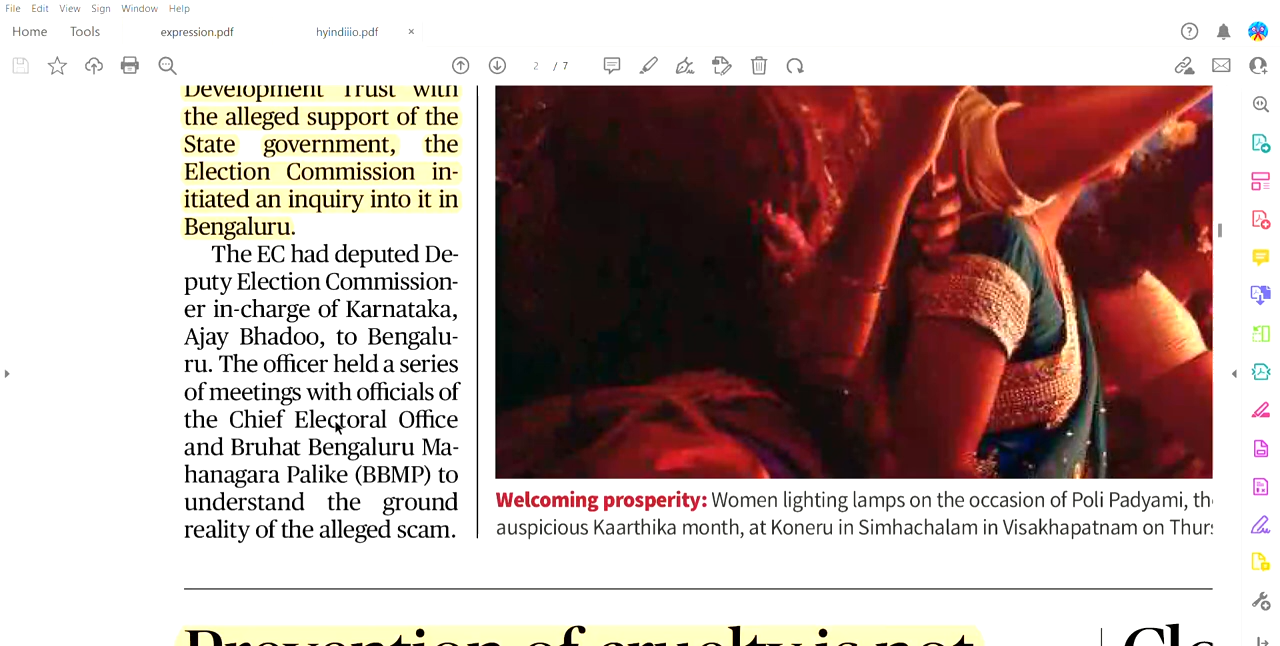 File Edit View Sign Window Help
Home Tools expression.pdf hyindiiio.pdf ×
2 / 7
Development Trust with
the alleged support of the
State government, the
Election Commission in-
itiated an inquiry into it in
Bengaluru.
The EC had deputed De-
puty Election Commission-
er in-charge of Karnataka,
Ajay Bhadoo, to Bengalu-
ru. The officer held a series
of meetings with officials of
the Chief Electoral Office
and Bruhat Bengaluru Ma-
hanagara Palike (BBMP) to
understand the ground
reality of the alleged scam.
Welcoming prosperity: Women lighting lamps on the occasion of Poli Padyami, th
auspicious Kaarthika month, at Koneru in Simhachalam in Visakhapatnam on Thur
Prevention of cruelty is not